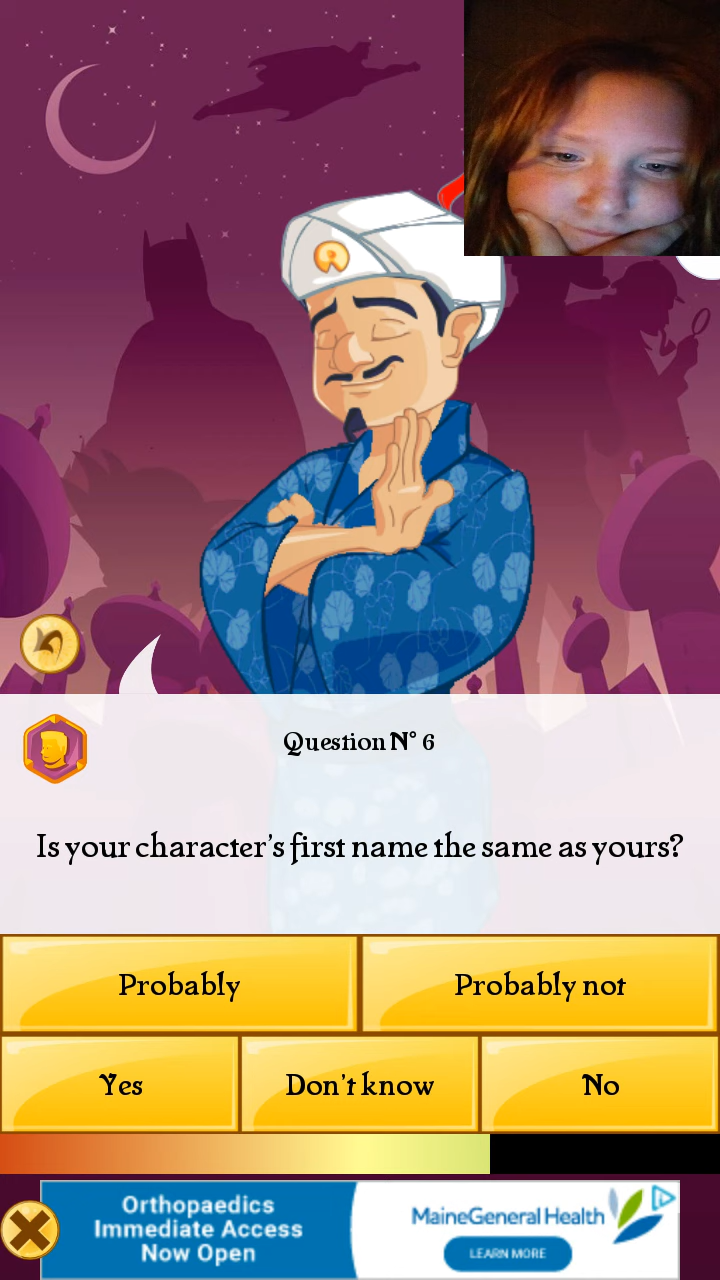 Question N° 6
Is your character's first name the same as yours?
Probably
Probably not
Yes
Don't know
No
Orthopaedics
Immediate Access
Now Open
MaineGeneral Health
LEARN MORE